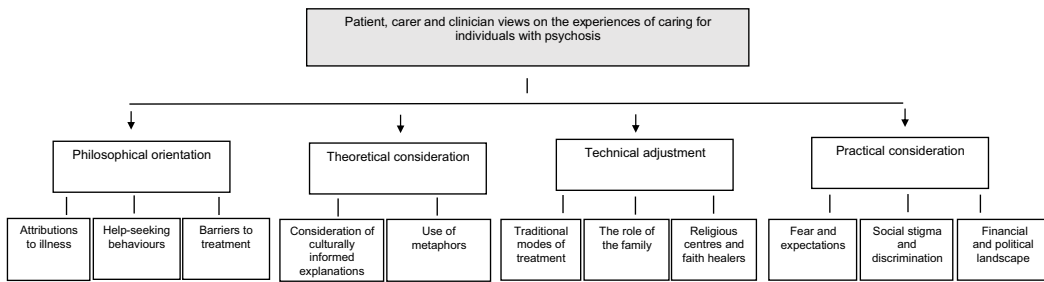 Patient, carer and clinician views on the experiences of caring for
individuals with psychosis
Philosophical orientation
Theoretical consideration
Technical adjustment
Practical consideration
Attributions
to illness
Help-seeking
behaviours
Barriers to
treatment
Consideration of
culturally
informed
explanations
Use of
metaphors
Traditional
modes of
treatment
The role of
the family
Religious
centres and
faith healers
Fear and
expectations
Social stigma
and
discrimination
Financial
and political
landscape